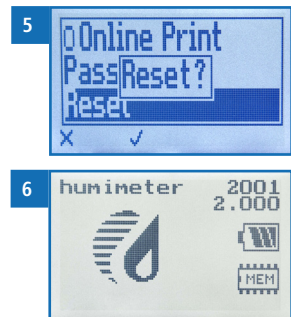 5
Online Print
Pass
Reset?
Reset
6
humimeter 2001
2.000
MEM